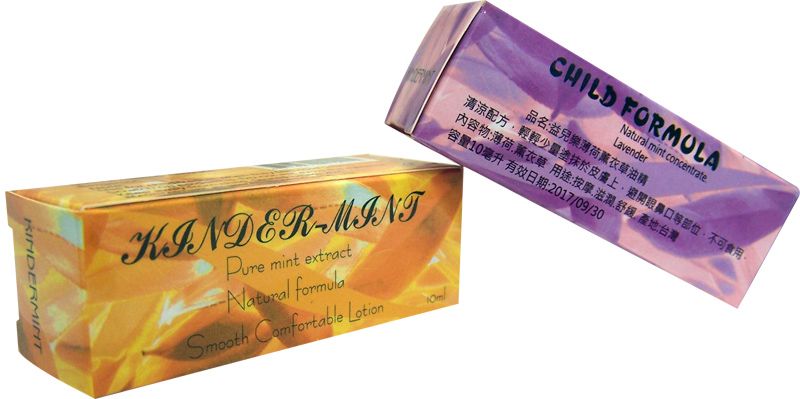 KINDER-MINT
Pure mint extract
Natural formula
Smooth Comfortable Lotion
10ml
KINDERMINT
CHILD FORMULA
Natural mint concentrate
Lavender
品名:益兒樂薄荷薰衣草油精
清涼配方，輕輕少量塗抹於皮膚上，避開眼鼻口等部位，不可食用.
內容物:薄荷.薰衣草 用途:按摩.滋潤.舒緩. 產地台灣
容量10毫升 有效日期:2017/09/30